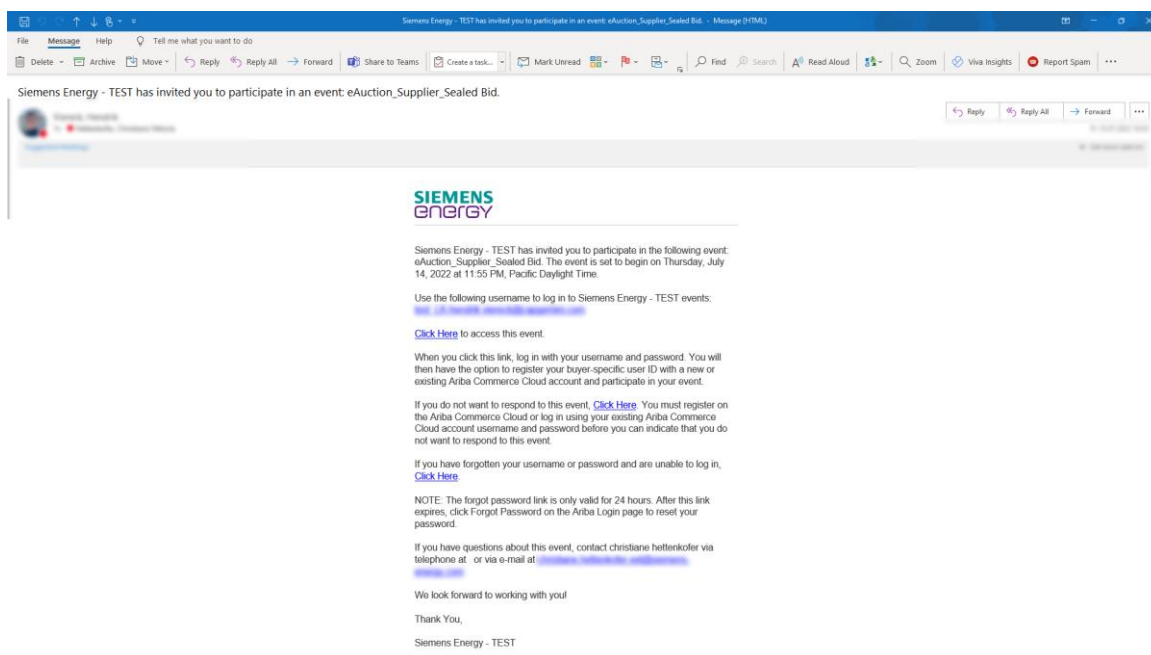 Siemens Energy - TEST has invited you to participate in an event: eAuction_Supplier_Sealed Bid. - Message (HTML)
File Message Help Tell me what you want to do
Delete Archive Move Reply Reply All Forward Share to Teams Create a task... Mark Unread Find Search Read Aloud Zoom Viva Insights Report Spam
Siemens Energy - TEST has invited you to participate in an event: eAuction_Supplier_Sealed Bid.
Reply Reply All Forward
SIEMENS
energy
Siemens Energy - TEST has invited you to participate in the following event:
eAuction_Supplier_Sealed Bid. The event is set to begin on Thursday, July
14, 2022 at 11:55 PM, Pacific Daylight Time.
Use the following username to log in to Siemens Energy - TEST events:
Click Here to access this event.
When you click this link, log in with your username and password. You will
then have the option to register your buyer-specific user ID with a new or
existing Ariba Commerce Cloud account and participate in your event.
If you do not want to respond to this event, Click Here. You must register on
the Ariba Commerce Cloud or log in using your existing Ariba Commerce
Cloud account username and password before you can indicate that you do
not want to respond to this event.
If you have forgotten your username or password and are unable to log in,
Click Here.
NOTE: The forgot password link is only valid for 24 hours. After this link
expires, click Forgot Password on the Ariba Login page to reset your
password.
If you have questions about this event, contact christiane hettenkofer via
telephone at or via e-mail at
We look forward to working with you!
Thank You,
Siemens Energy - TEST